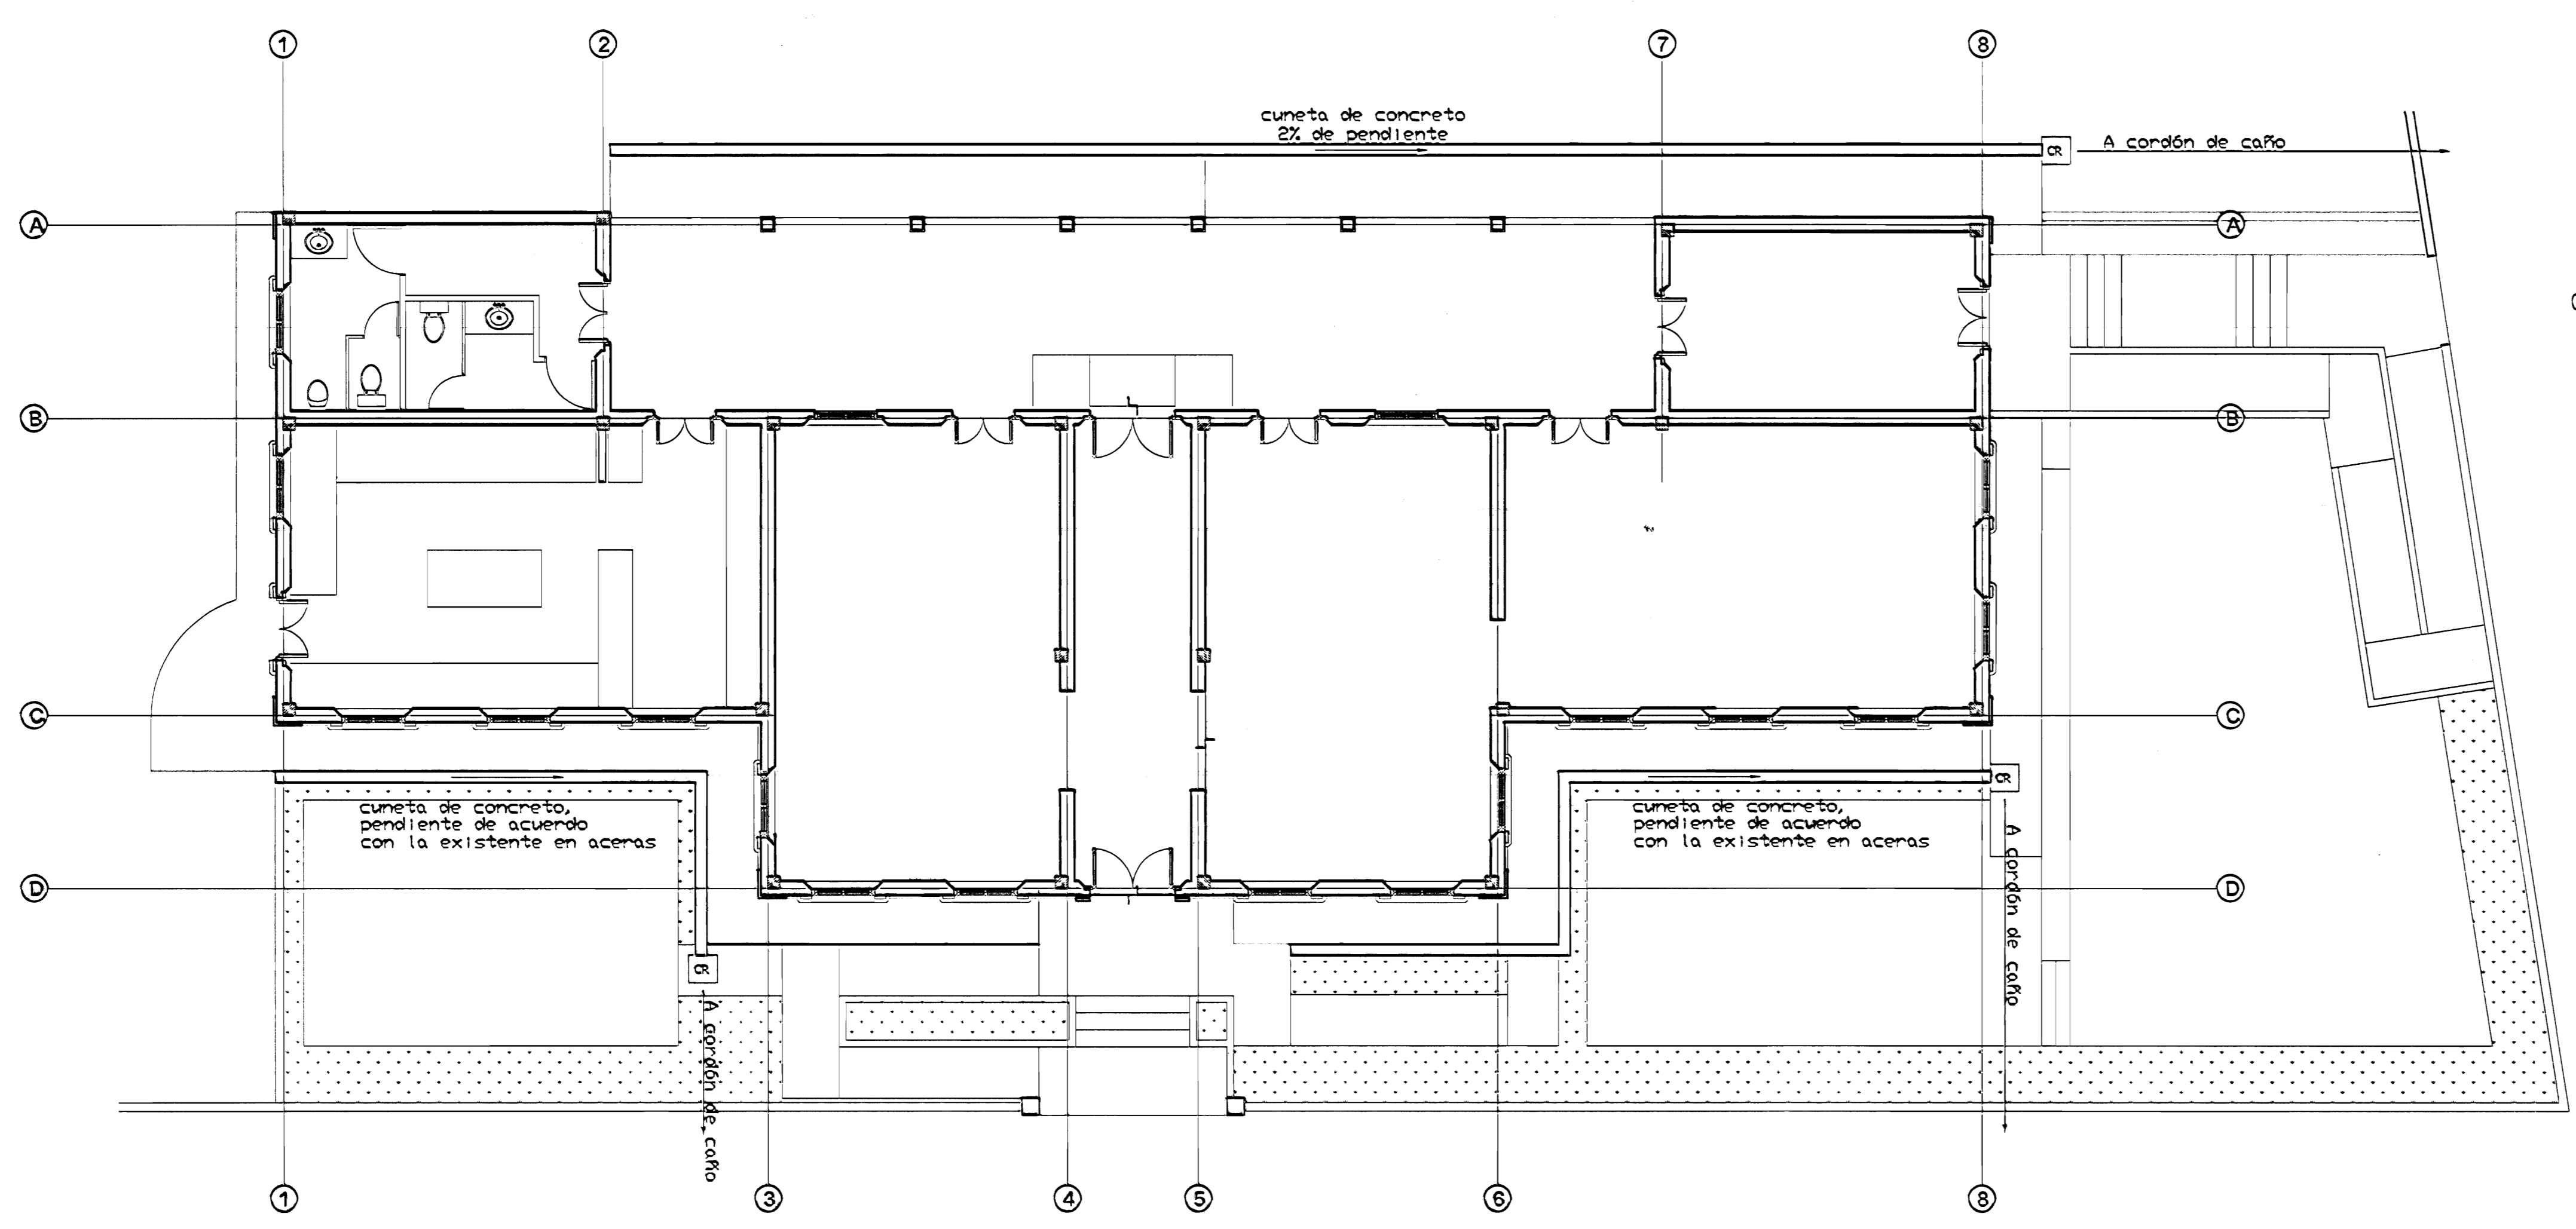 1 2 7 8
cuneta de concreto
2% de pendiente
CR
A cordón de caño
A A
B B
C C
CR
cuneta de concreto,
pendiente de acuerdo
con la existente en aceras
cuneta de concreto,
pendiente de acuerdo
con la existente en aceras
A cordón de caño
D D
CR
A cordón de caño
1 3 4 5 6 8